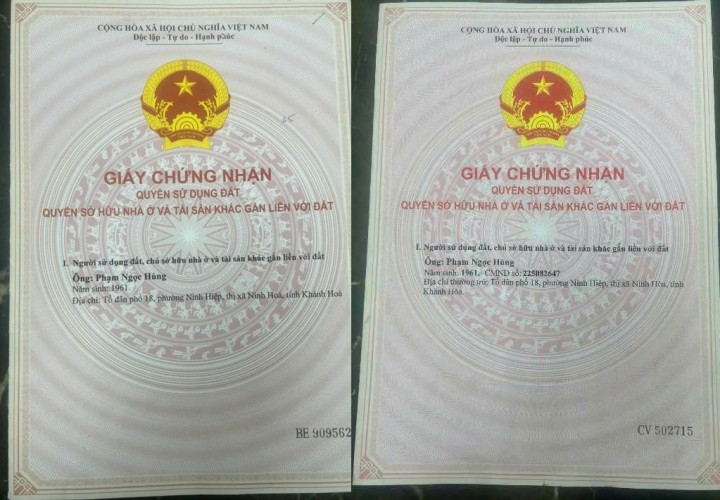 CỘNG HÒA XÃ HỘI CHỦ NGHĨA VIỆT NAM
Độc lập - Tự do - Hạnh phúc
GIẤY CHỨNG NHẬN
QUYỀN SỬ DỤNG ĐẤT
QUYỀN SỞ HỮU NHÀ Ở VÀ TÀI SẢN KHÁC GẮN LIỀN VỚI ĐẤT
I. Người sử dụng đất, chủ sở hữu nhà ở và tài sản khác gắn liền với đất
Ông: Phạm Ngọc Hùng
Năm sinh: 1961
Địa chỉ: Tổ dân phố 18, phường Ninh Hiệp, thị xã Ninh Hoà, tỉnh Khánh Hoà
BE 909562
CỘNG HÒA XÃ HỘI CHỦ NGHĨA VIỆT NAM
Độc lập - Tự do - Hạnh phúc
GIẤY CHỨNG NHẬN
QUYỀN SỬ DỤNG ĐẤT
QUYỀN SỞ HỮU NHÀ Ở VÀ TÀI SẢN KHÁC GẮN LIỀN VỚI ĐẤT
I. Người sử dụng đất, chủ sở hữu nhà ở và tài sản khác gắn liền với đất
Ông: Phạm Ngọc Hùng
Năm sinh: 1961, CMND số: 225082647
Địa chỉ thường trú: Tổ dân phố 18, phường Ninh Hiệp, thị xã Ninh Hòa, tỉnh
Khánh Hòa.
CV 502715